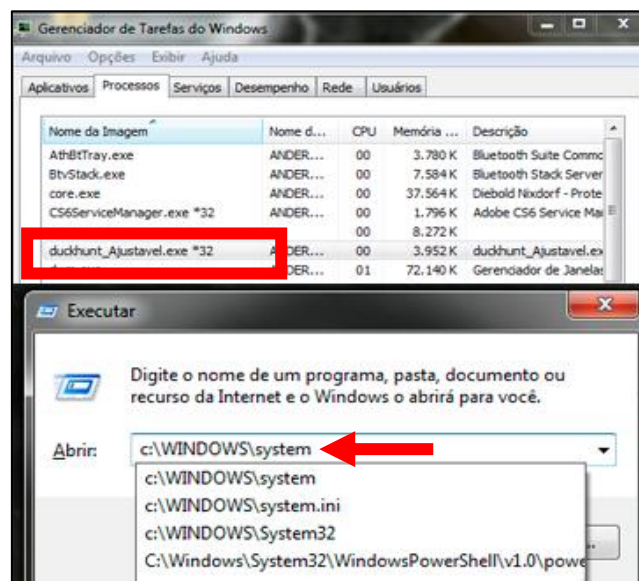 Gerenciador de Tarefas do Windows
Arquivo Opções Exibir Ajuda
Aplicativos Processos Serviços Desempenho Rede Usuários
Nome da Imagem Nome d... CPU Memória ... Descrição
AthBtTray.exe ANDER... 00 3.780 K Bluetooth Suite Commc
BtvStack.exe ANDER... 00 7.584 K Bluetooth Stack Server
core.exe ANDER... 00 37.564 K Diebold Nixdorf - Prote
CS6ServiceManager.exe *32 ANDER... 00 1.796 K Adobe CS6 Service Mai
00 8.272 K
duckhunt_Ajustavel.exe *32 ANDER... 00 3.952 K duckhunt_Ajustavel.ex
ANDER... 01 72.140 K Gerenciador de Janelas
Executar
Digite o nome de um programa, pasta, documento ou
recurso da Internet e o Windows o abrirá para você.
Abrir: c:\WINDOWS\system
c:\WINDOWS\system
c:\WINDOWS\system.ini
c:\WINDOWS\System32
C:\Windows\System32\WindowsPowerShell\v1.0\powe